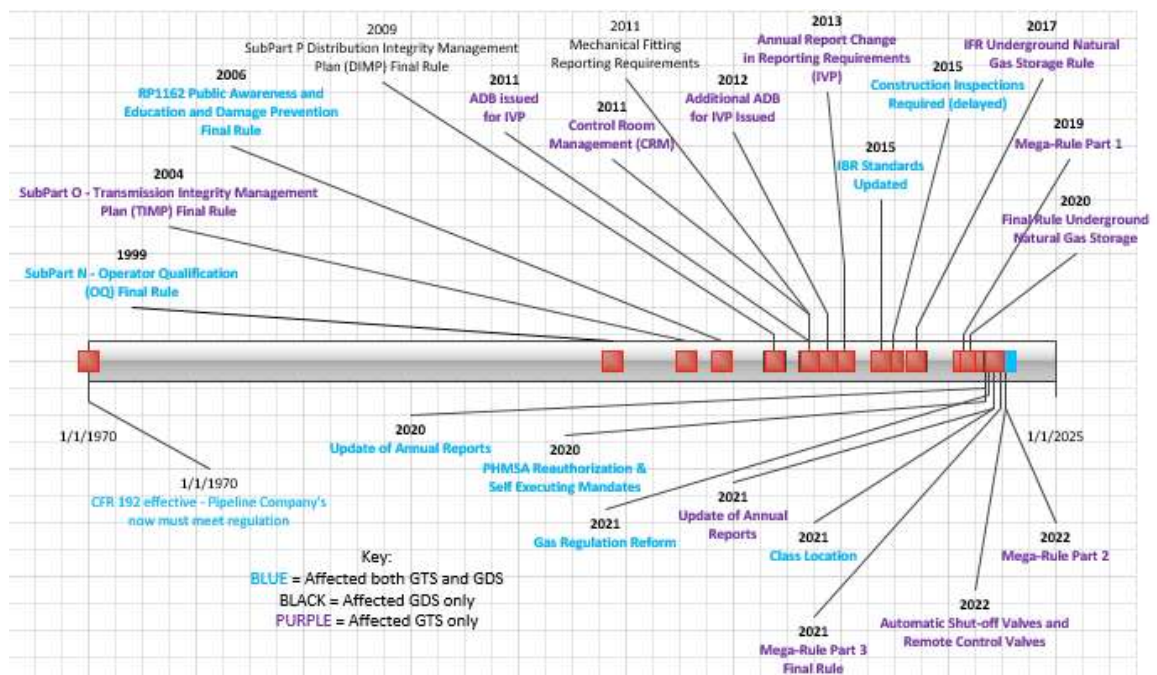 2009
SubPart P Distribution Integrity Management
Plan (DIMP) Final Rule
2011
Mechanical Fitting
Reporting Requirements
2013
Annual Report Change
in Reporting Requirements
(IVP)
2017
IFR Underground Natural
Gas Storage Rule
2006
RP1162 Public Awareness and
Education and Damage Prevention
Final Rule
2011
ADB issued
for IVP
2011
Control Room
Management (CRM)
2012
Additional ADB
for IVP Issued
2015
Construction Inspections
Required (delayed)
2019
Mega-Rule Part 1
2015
IBR Standards
Updated
2004
SubPart O - Transmission Integrity Management
Plan (TIMP) Final Rule
2020
Final Rule Underground
Natural Gas Storage
1999
SubPart N - Operator Qualification
(OQ) Final Rule
1/1/1970
1/1/2025
1/1/1970
CFR 192 effective - Pipeline Company's
now must meet regulation
2020
Update of Annual Reports
2020
PHMSA Reauthorization &
Self Executing Mandates
2021
Gas Regulation Reform
2021
Update of Annual
Reports
2021
Class Location
2022
Mega-Rule Part 2
2022
Automatic Shut-off Valves and
Remote Control Valves
2021
Mega-Rule Part 3
Final Rule
Key:
BLUE = Affected both GTS and GDS
BLACK = Affected GDS only
PURPLE = Affected GTS only